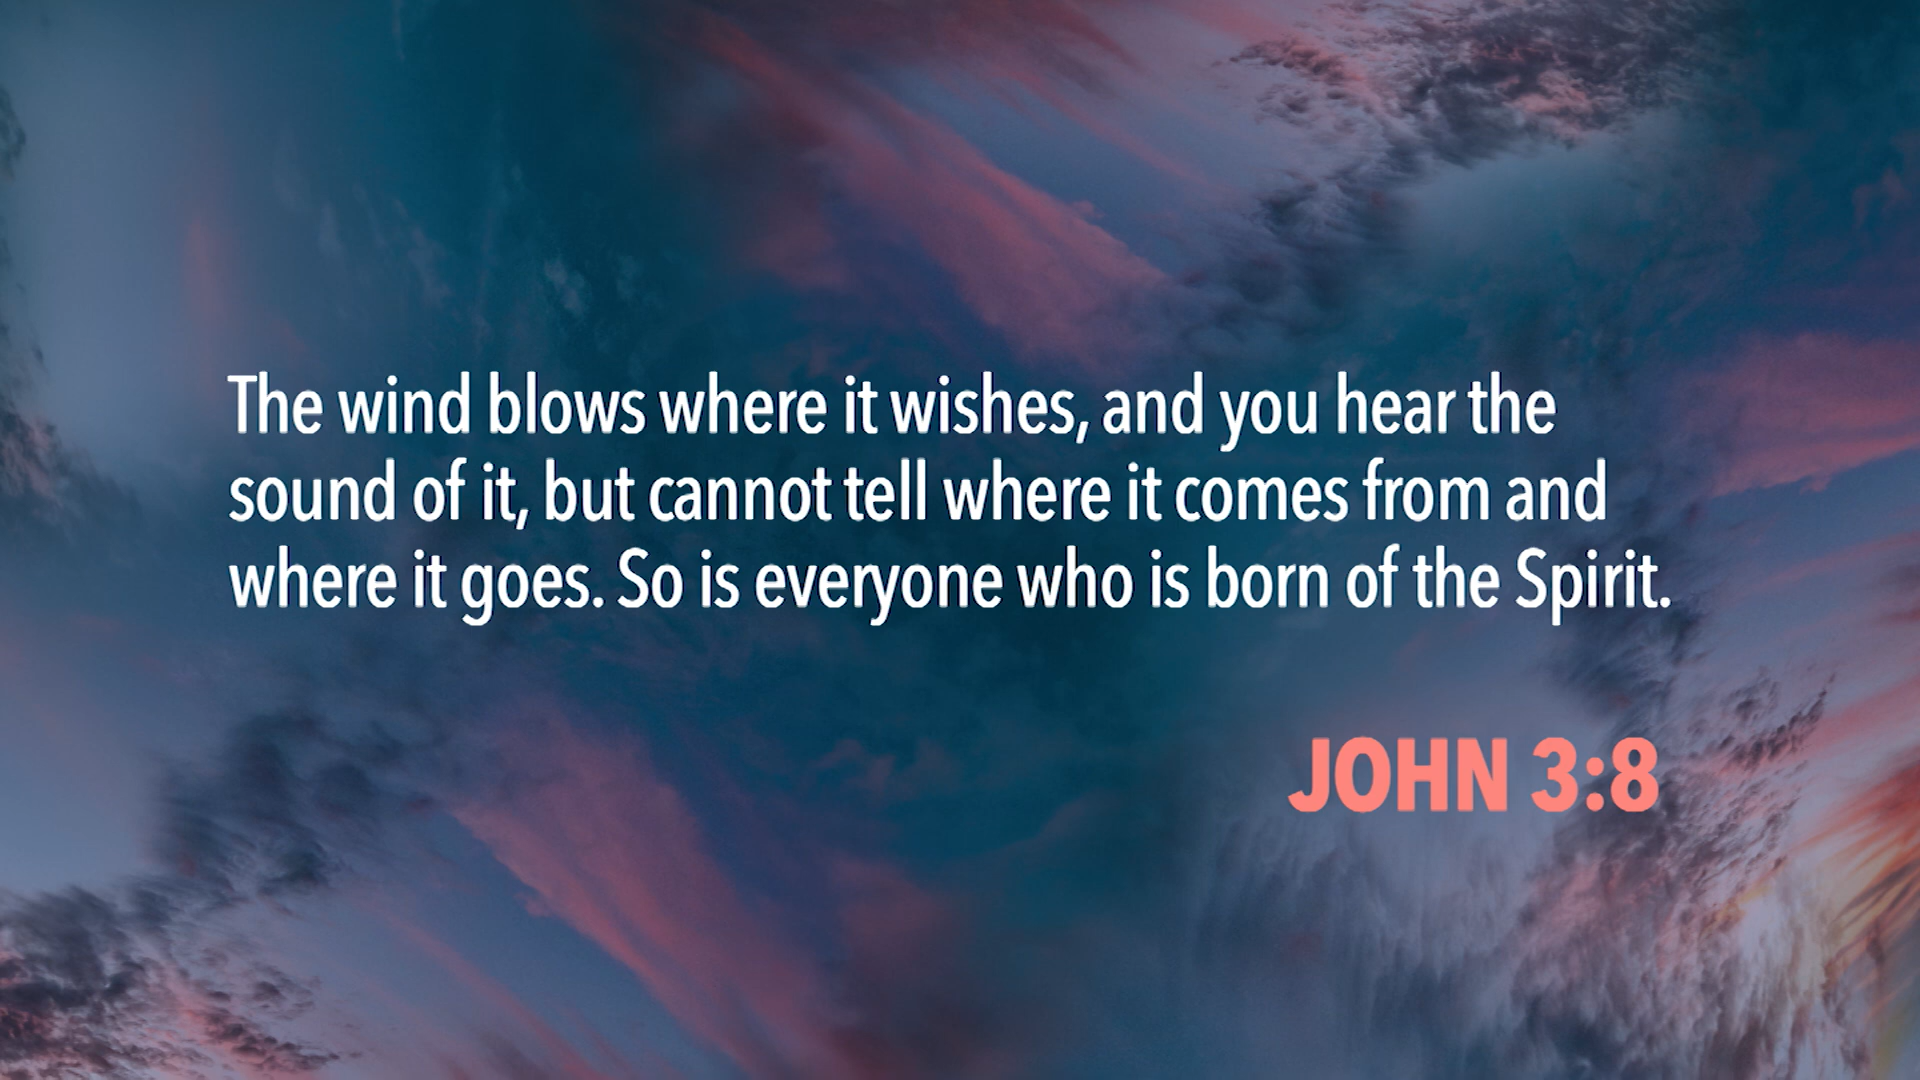 The wind blows where it wishes, and you hear the
sound of it, but cannot tell where it comes from and
where it goes. So is everyone who is born of the Spirit.
JOHN 3:8